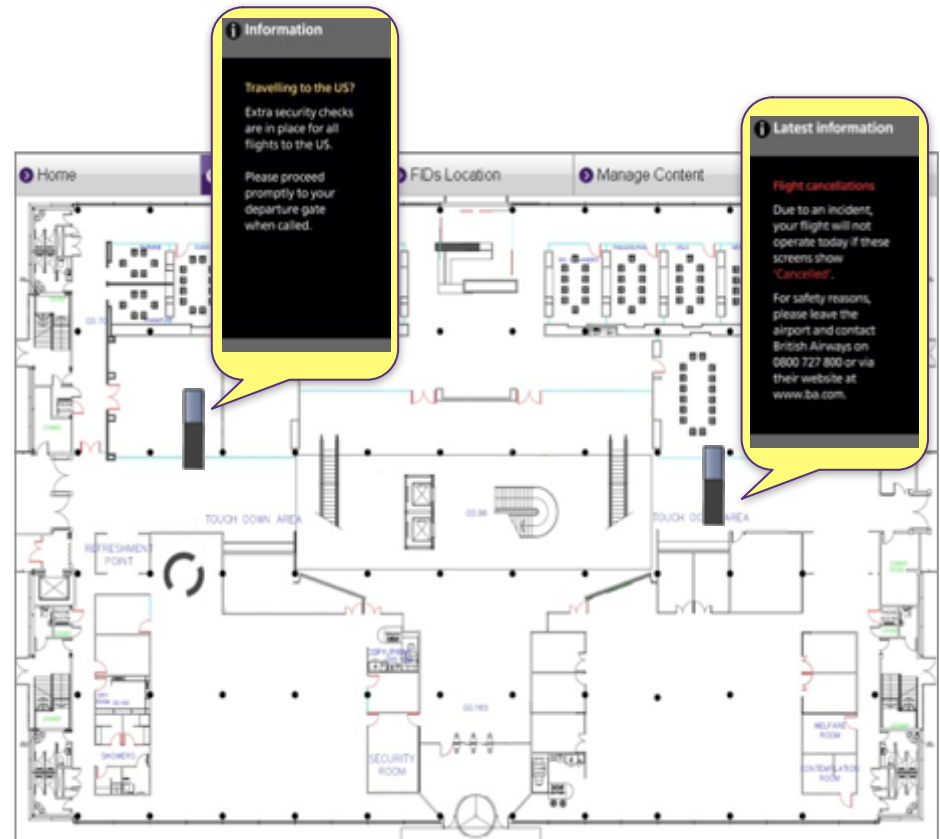 Information
Travelling to the US?
Extra security checks
are in place for all
flights to the US.
Please proceed
promptly to your
departure gate
when called.
Latest information
Flight cancellations
Due to an incident,
your flight will not
operate today if these
screens show
'Cancelled'.
For safety reasons,
please leave the
airport and contact
British Airways on
0800 727 800 or via
their website at
www.ba.com.
Home
FIDs Location
Manage Content
TOUCH DOWN AREA
G0.96
TOUCH DOWN AREA
REFRESHMENT
POINT
G0.165
SECURITY
ROOM
SHOWERS
WELFARE
ROOM
CONTEMPLATION
ROOM